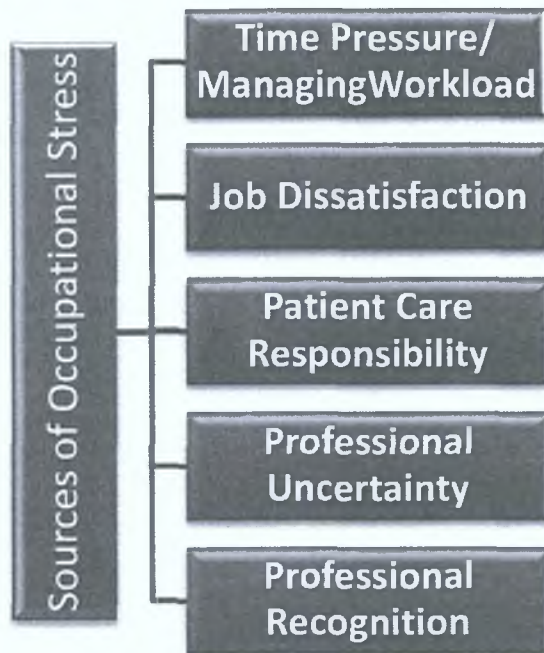 Sources of Occupational Stress
Time Pressure/
ManagingWorkload
Job Dissatisfaction
Patient Care
Responsibility
Professional
Uncertainty
Professional
Recognition